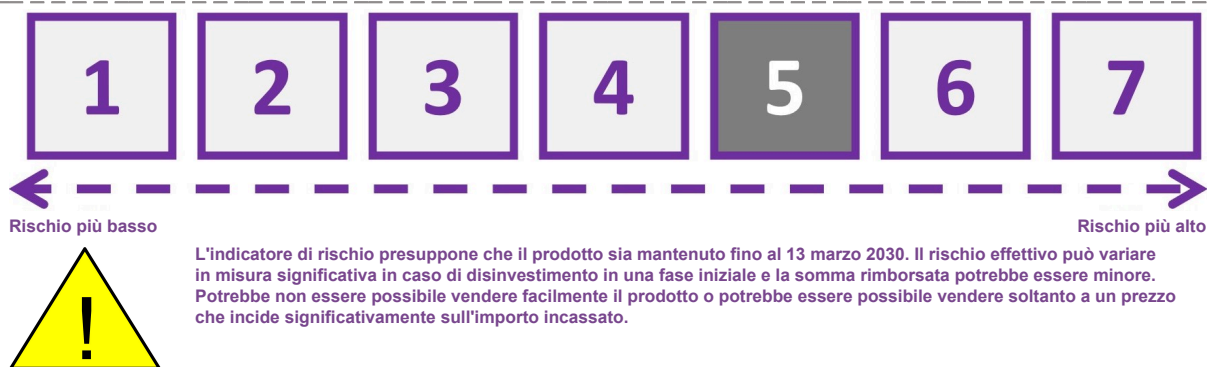 1 2 3 4 5 6 7
Rischio più basso Rischio più alto
L'indicatore di rischio presuppone che il prodotto sia mantenuto fino al 13 marzo 2030. Il rischio effettivo può variare
in misura significativa in caso di disinvestimento in una fase iniziale e la somma rimborsata potrebbe essere minore.
Potrebbe non essere possibile vendere facilmente il prodotto o potrebbe essere possibile vendere soltanto a un prezzo
che incide significativamente sull'importo incassato.
!